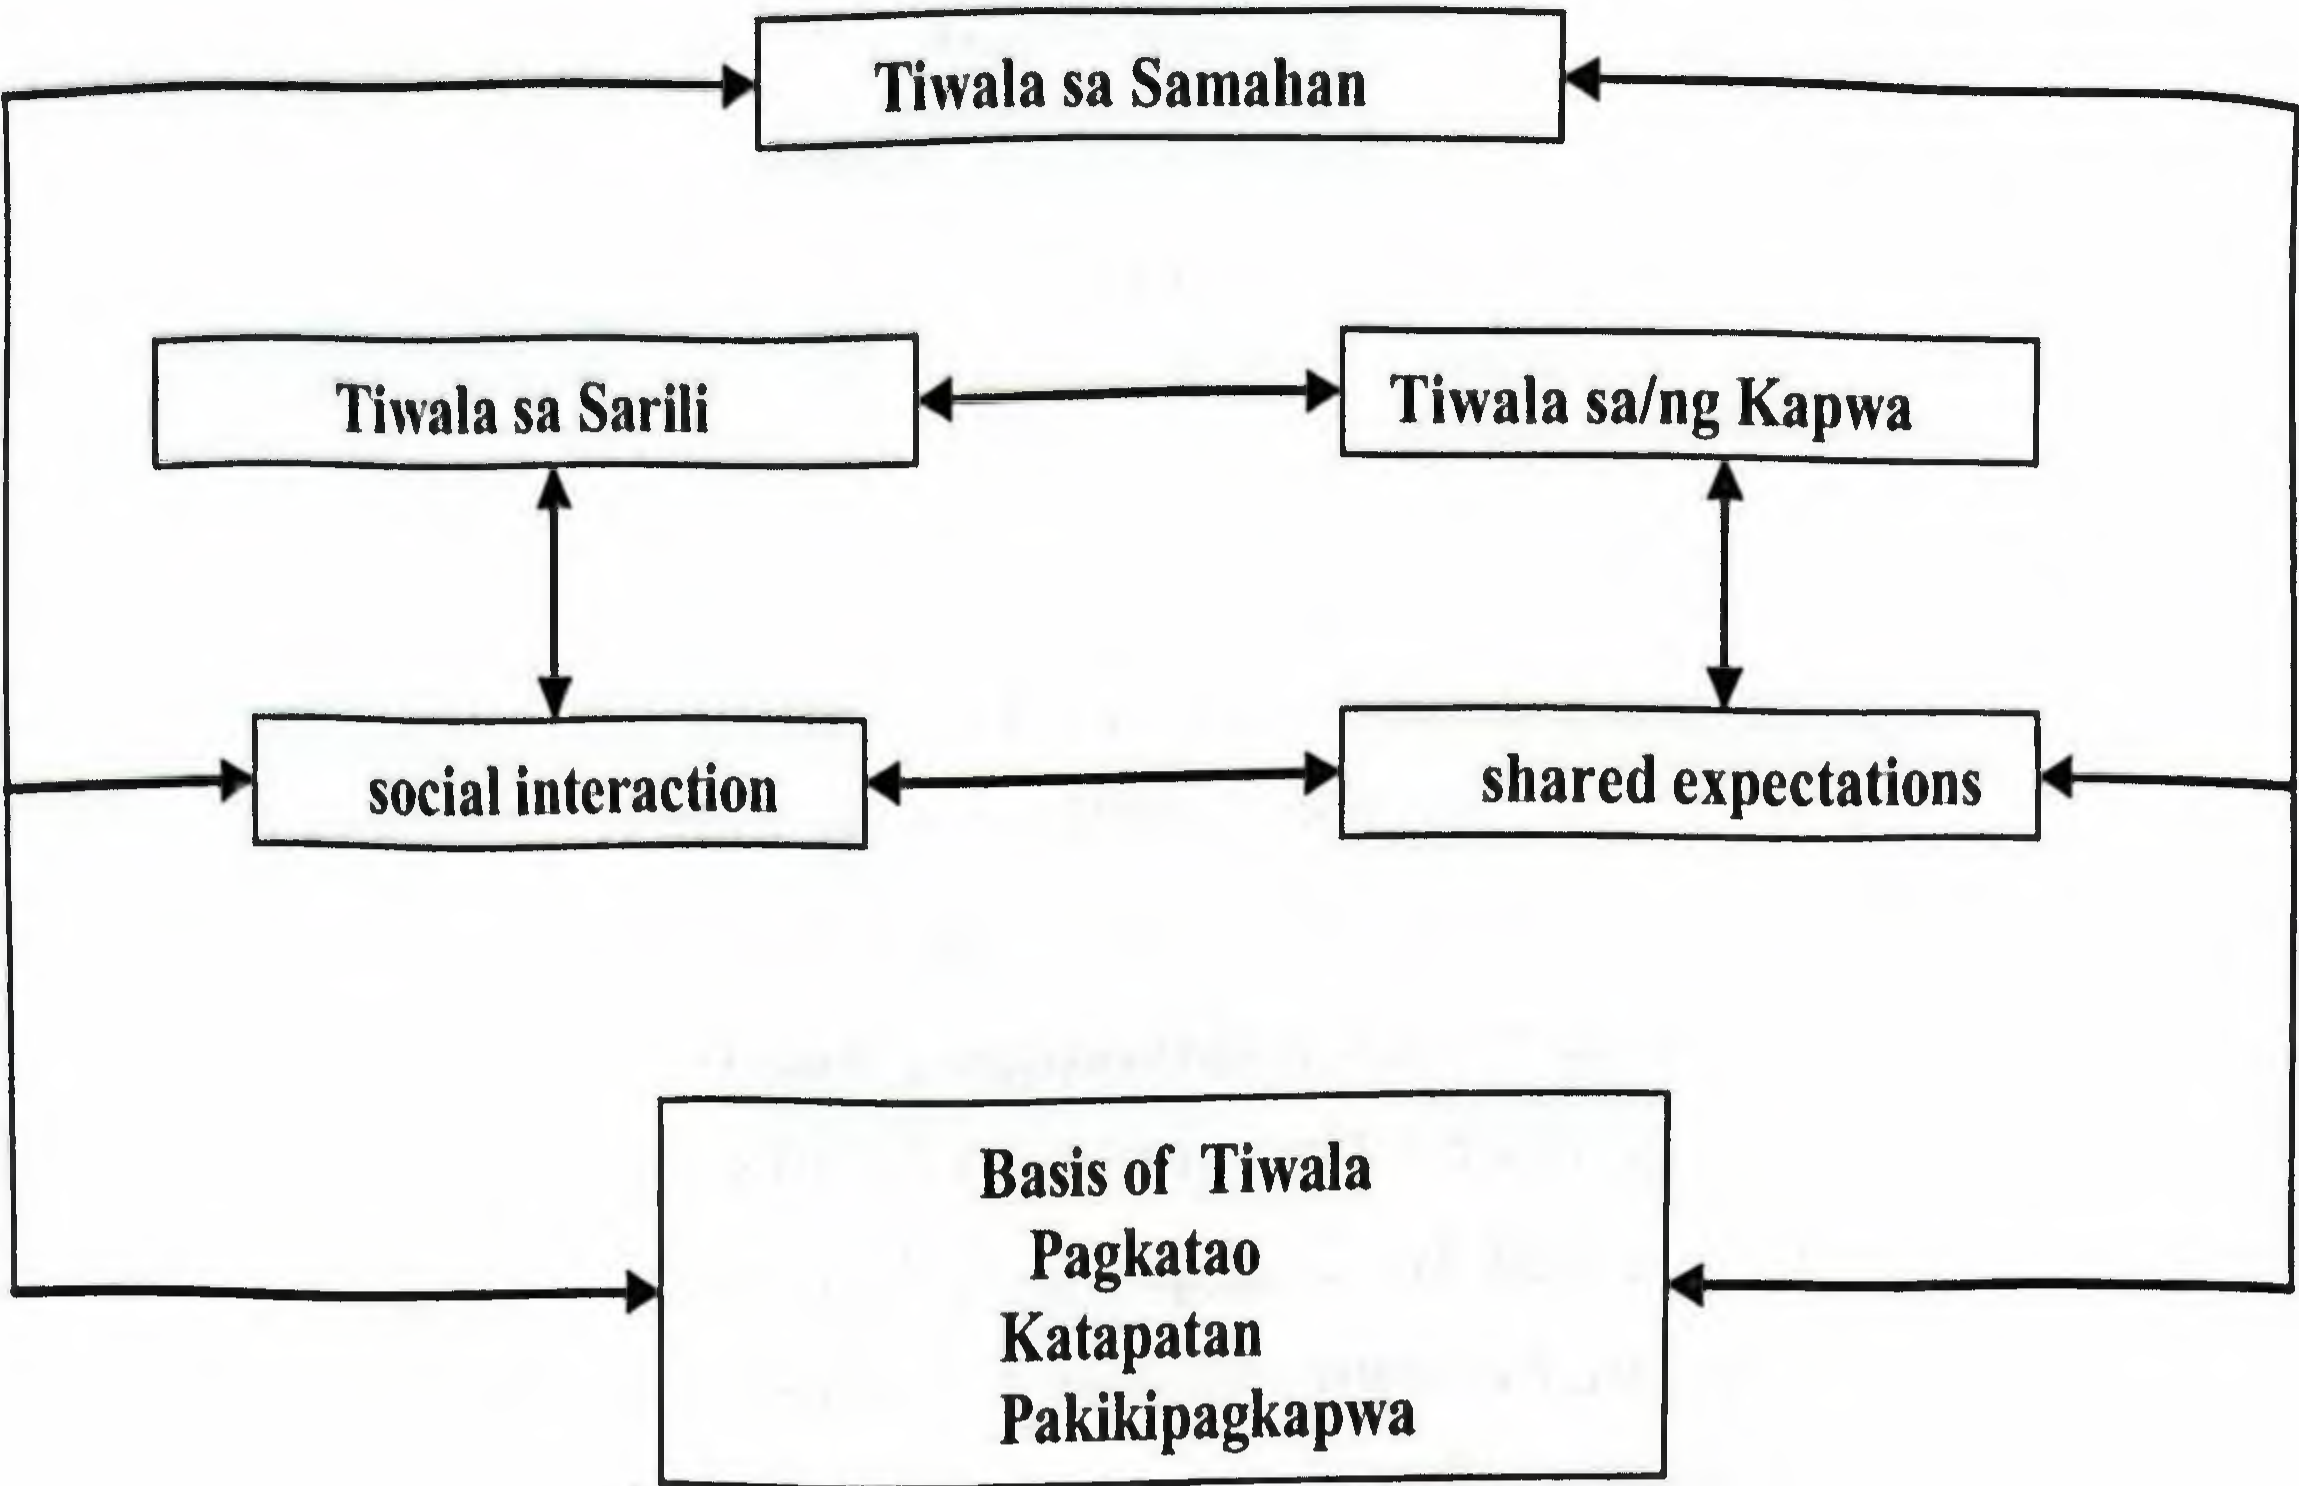 Tiwala sa Samahan
Tiwala sa Sarili
Tiwala sa/ng Kapwa
social interaction
shared expectations
Basis of Tiwala
Pagkatao
Katapatan
Pakikipagkapwa